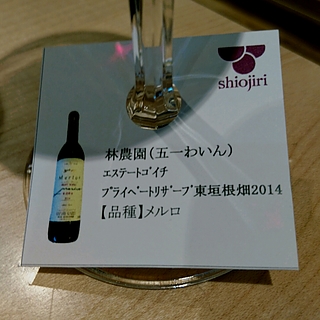 shiojiri
林農園(五一わいん)
エステートゴイチ
プライベートリザーブ東垣根畑2014
【品種】メルロ
Merlot